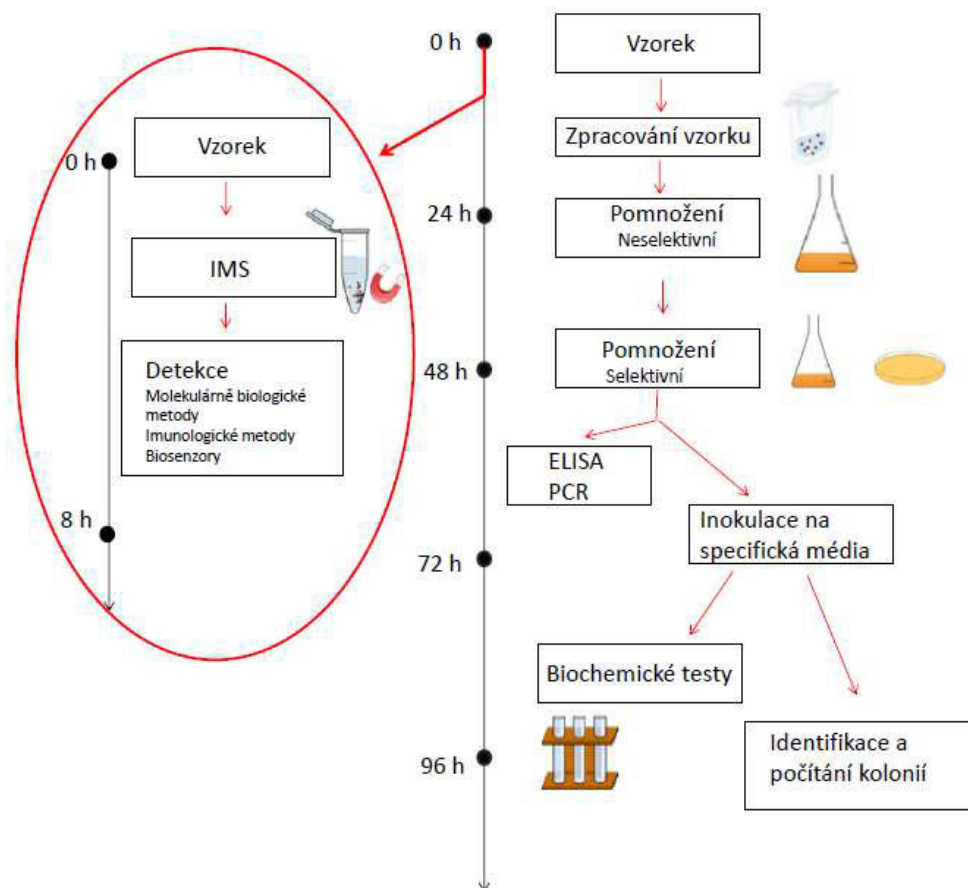 0 h
Vzorek
IMS
Detekce
Molekulárně biologické
metody
Imunologické metody
Biosenzory
8 h
0 h
24 h
48 h
72 h
96 h
Vzorek
Zpracování vzorku
Pomnožení
Neselektivní
Pomnožení
Selektivní
ELISA
PCR
Inokulace na
specifická média
Biochemické testy
Identifikace a
počítání kolonií